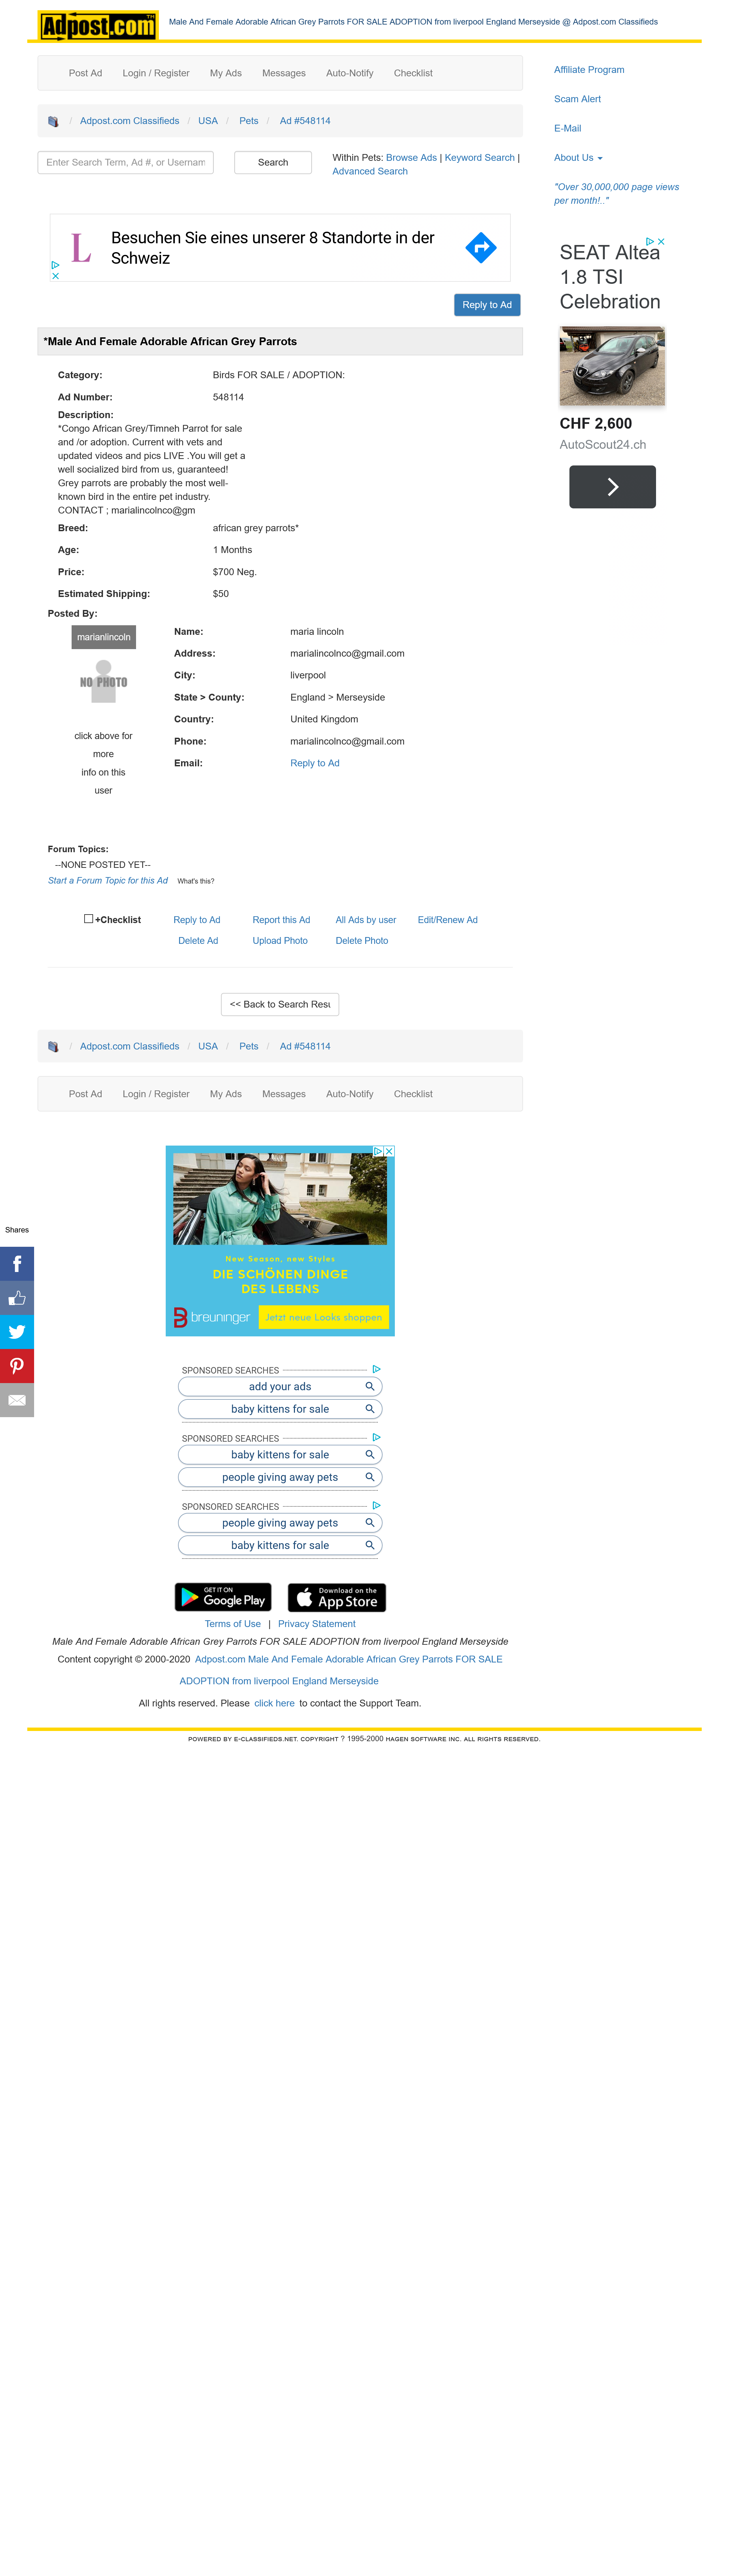 Adpost.com TM
Male And Female Adorable African Grey Parrots FOR SALE ADOPTION from liverpool England Merseyside @ Adpost.com Classifieds
Post Ad Login / Register My Ads Messages Auto-Notify Checklist
Affiliate Program
Scam Alert
E-Mail
About Us
"Over 30,000,000 page views
per month!.."
/ Adpost.com Classifieds / USA / Pets / Ad #548114
Enter Search Term, Ad #, or Usernam
Search
Within Pets: Browse Ads | Keyword Search |
Advanced Search
Besuchen Sie eines unserer 8 Standorte in der
Schweiz
L
SEAT Altea
1.8 TSI
Celebration
CHF 2,600
AutoScout24.ch
Reply to Ad
*Male And Female Adorable African Grey Parrots
Category: Birds FOR SALE / ADOPTION:
Ad Number: 548114
Description:
*Congo African Grey/Timneh Parrot for sale
and /or adoption. Current with vets and
updated videos and pics LIVE .You will get a
well socialized bird from us, guaranteed!
Grey parrots are probably the most well-
known bird in the entire pet industry.
CONTACT ; marialincolnco@gm
Breed: african grey parrots*
Age: 1 Months
Price: $700 Neg.
Estimated Shipping: $50
Posted By:
marianlincoln
NO PHOTO
click above for
more
info on this
user
Name: maria lincoln
Address: marialincolnco@gmail.com
City: liverpool
State > County: England > Merseyside
Country: United Kingdom
Phone: marialincolnco@gmail.com
Email: Reply to Ad
Forum Topics:
--NONE POSTED YET--
Start a Forum Topic for this Ad What's this?
+Checklist Reply to Ad Report this Ad All Ads by user Edit/Renew Ad
Delete Ad Upload Photo Delete Photo
<< Back to Search Resu
/ Adpost.com Classifieds / USA / Pets / Ad #548114
Post Ad Login / Register My Ads Messages Auto-Notify Checklist
Shares
New Season, new Styles
DIE SCHÖNEN DINGE
DES LEBENS
breuninger
Jetzt neue Looks shoppen
SPONSORED SEARCHES
add your ads
baby kittens for sale
SPONSORED SEARCHES
baby kittens for sale
people giving away pets
SPONSORED SEARCHES
people giving away pets
baby kittens for sale
GET IT ON
Google Play
Download on the
App Store
Terms of Use | Privacy Statement
Male And Female Adorable African Grey Parrots FOR SALE ADOPTION from liverpool England Merseyside
Content copyright © 2000-2020 Adpost.com Male And Female Adorable African Grey Parrots FOR SALE
ADOPTION from liverpool England Merseyside
All rights reserved. Please click here to contact the Support Team.
POWERED BY E-CLASSIFIEDS.NET. COPYRIGHT ? 1995-2000 HAGEN SOFTWARE INC. ALL RIGHTS RESERVED.